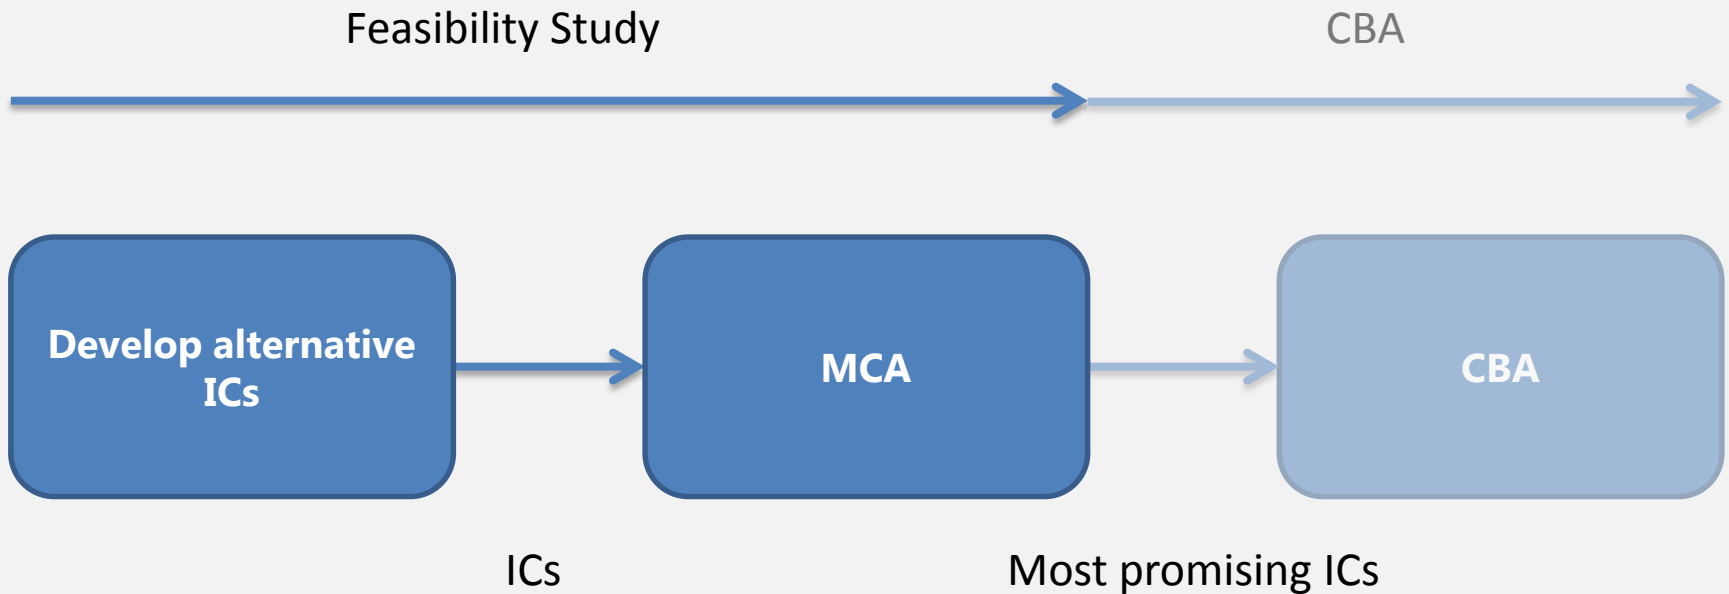 Feasibility Study
CBA
Develop alternative
ICs
MCA
CBA
ICs
Most promising ICs